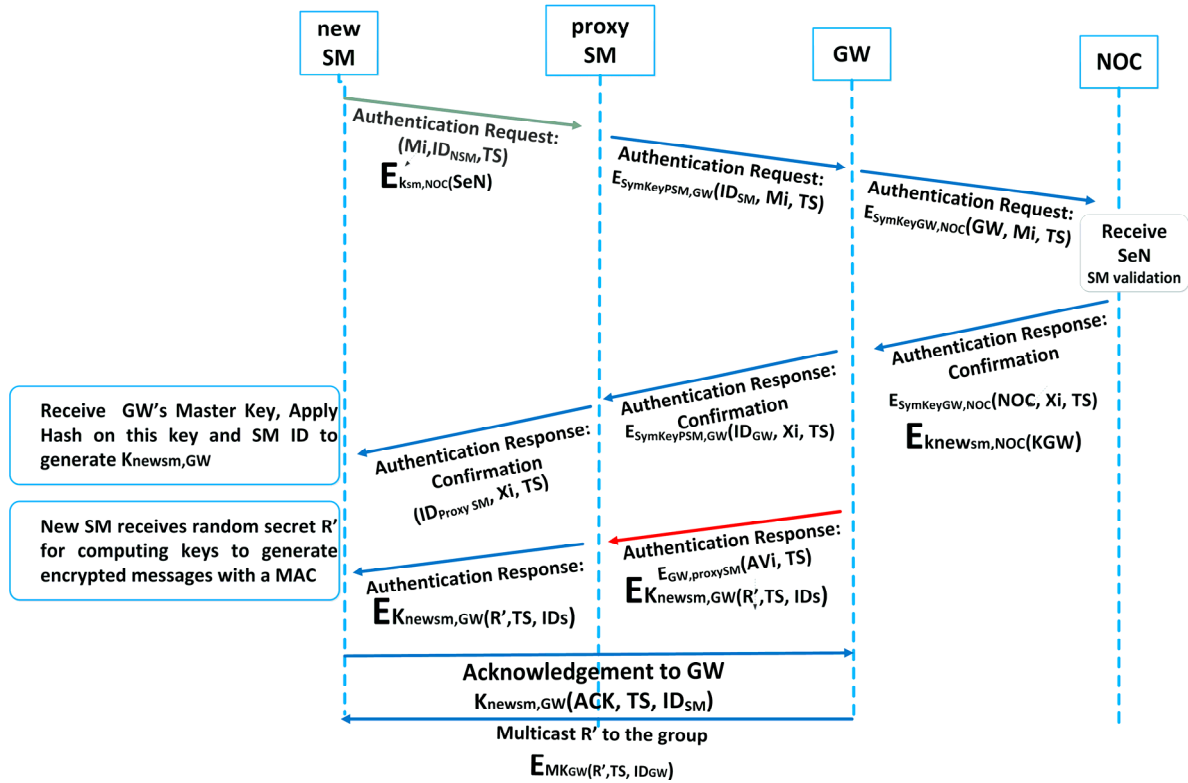 new
SM
proxy
SM
GW
NOC
Authentication Request:
(Mi,IDNSM,TS)
Eksm,NOC(SeN)
Authentication Request:
ESymKeyPSM,GW(IDSM, Mi, TS)
Authentication Request:
ESymKeyGW,NOC(GW, Mi, TS)
Receive
SeN
SM validation
Authentication Response:
Confirmation
ESymKeyGW,NOC(NOC, Xi, TS)
Eknewsm,NOC(KGW)
Authentication Response:
Confirmation
ESymKeyPSM,GW(IDGW, Xi, TS)
Authentication Response:
Confirmation
(IDProxy SM, Xi, TS)
Receive GW's Master Key, Apply
Hash on this key and SM ID to
generate Knewsm,GW
New SM receives random secret R'
for computing keys to generate
encrypted messages with a MAC
Authentication Response:
EGW,proxySM(AVi, TS)
EKnewsm,GW(R',TS, IDs)
Authentication Response:
EKnewsm,GW(R',TS, IDs)
Acknowledgement to GW
Knewsm,GW(ACK, TS, IDSM)
Multicast R' to the group
EMKGW(R',TS, IDGW)